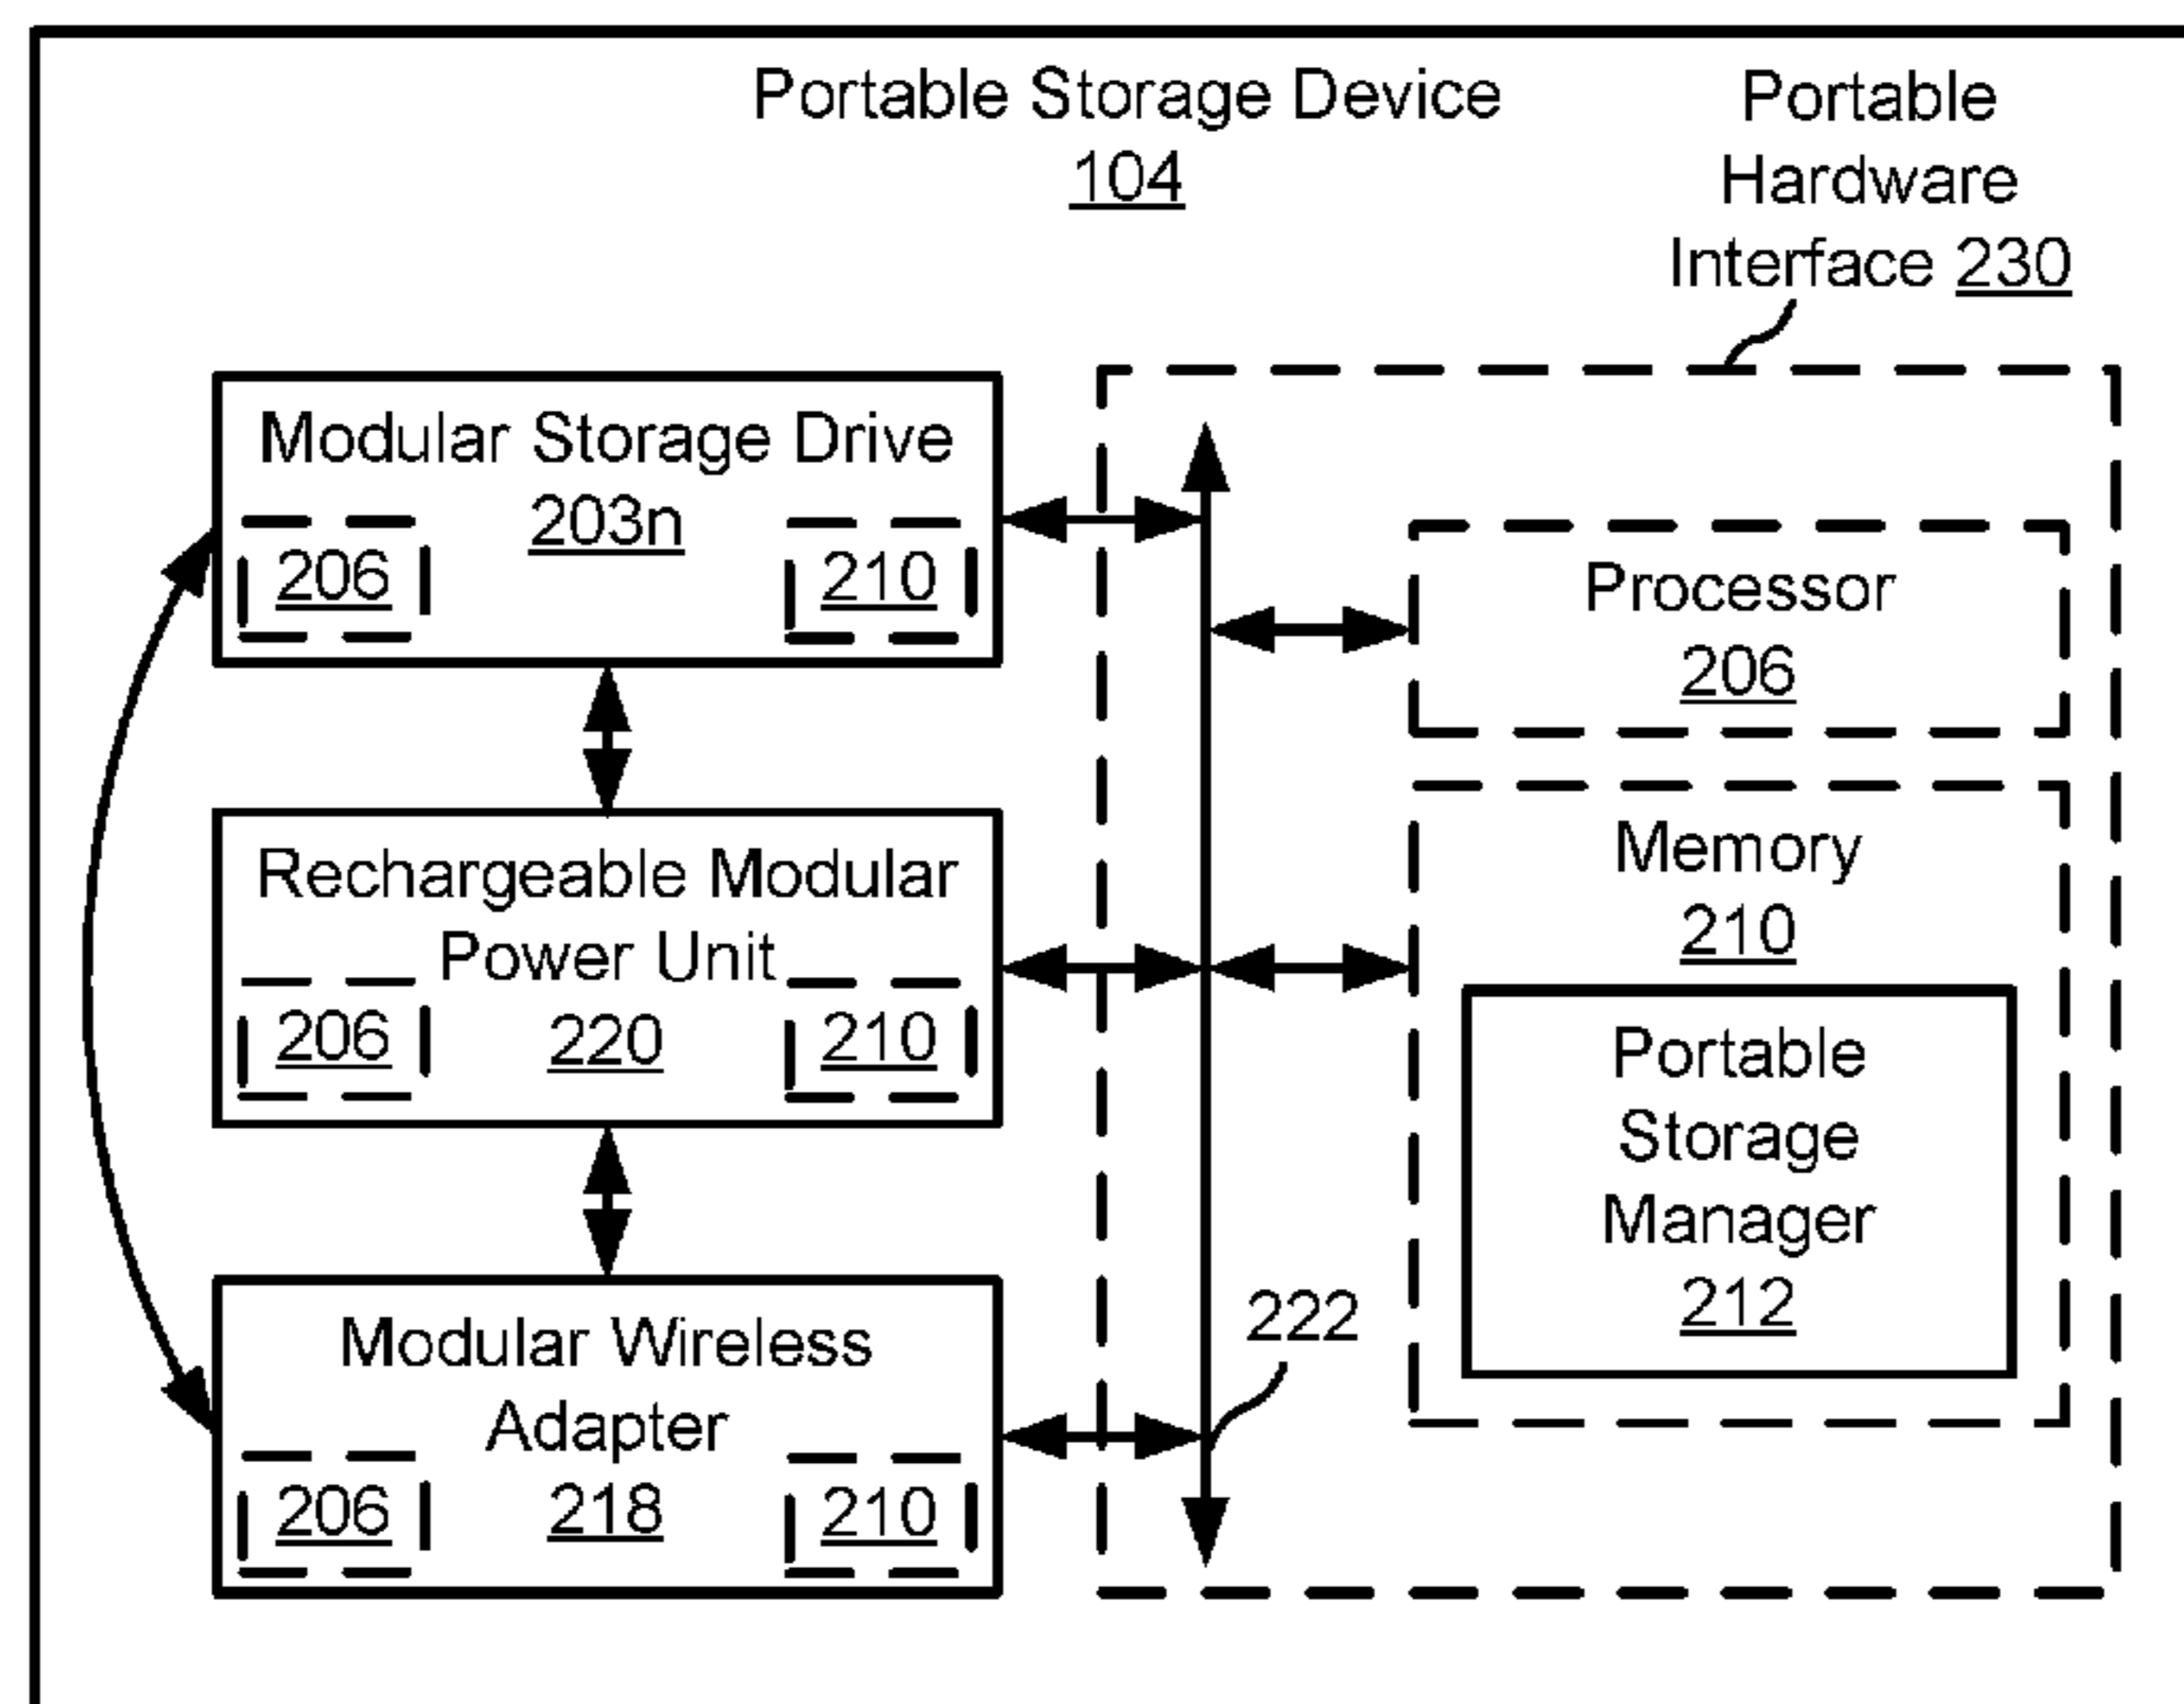 Portable Storage Device
104
Portable
Hardware
Interface 230
Modular Storage Drive
203n
206
210
Rechargeable Modular
Power Unit
206
220
210
Modular Wireless
Adapter
206
218
210
222
Processor
206
Memory
210
Portable
Storage
Manager
212